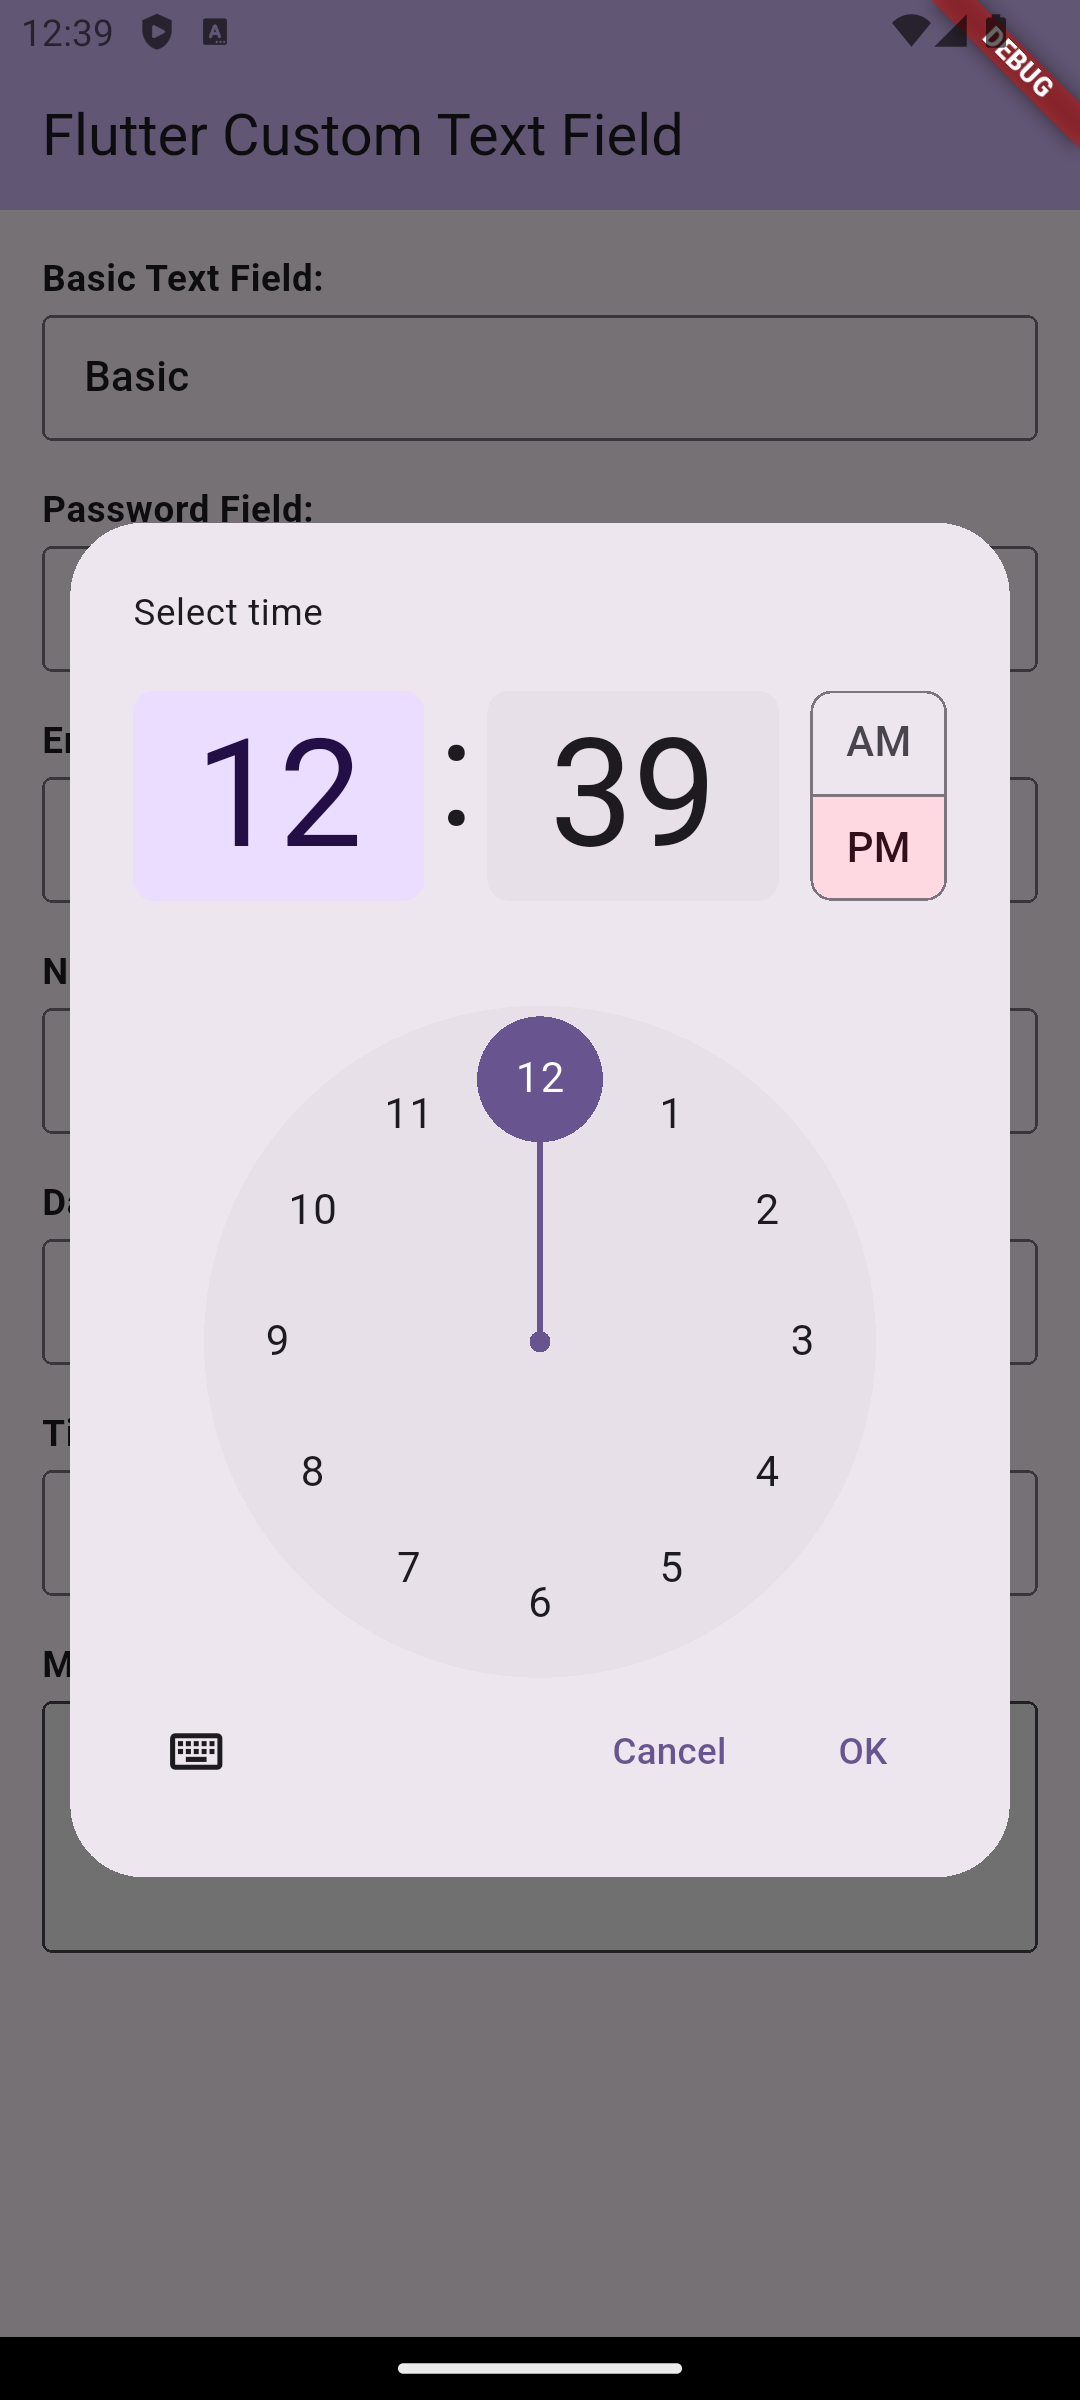 12:39
DEBUG
Flutter Custom Text Field
Basic Text Field:
Basic
Password Field:
Select time
12 : 39
AM
PM
12
11 1
10 2
9 3
8 4
7 5
6
Cancel OK